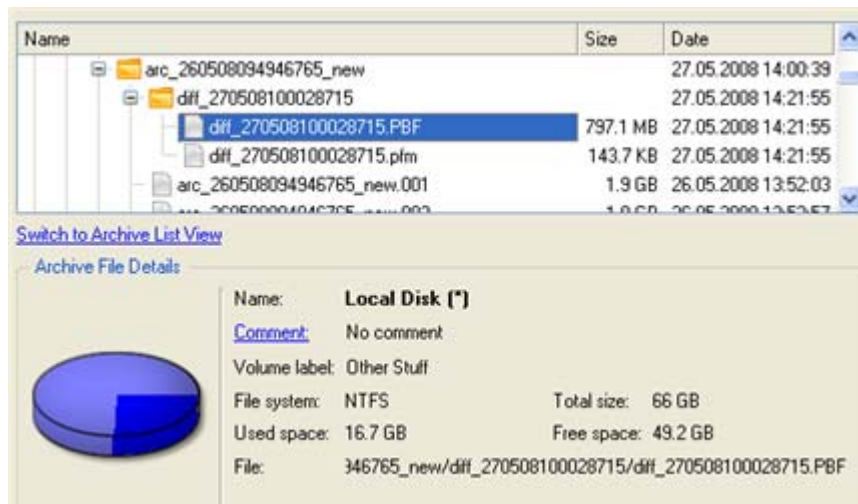 Name Size Date
arc_260508094946765_new 27.05.2008 14:00:39
diff_270508100028715 27.05.2008 14:21:55
diff_270508100028715.PBF 797.1 MB 27.05.2008 14:21:55
diff_270508100028715.pfm 143.7 KB 27.05.2008 14:21:55
arc_260508094946765_new.001 1.9 GB 26.05.2008 13:52:03
Switch to Archive List View
Archive File Details
Name: Local Disk (*)
Comment: No comment
Volume label: Other Stuff
File system: NTFS Total size: 66 GB
Used space: 16.7 GB Free space: 49.2 GB
File: 346765_new/diff_270508100028715/diff_270508100028715.PBF